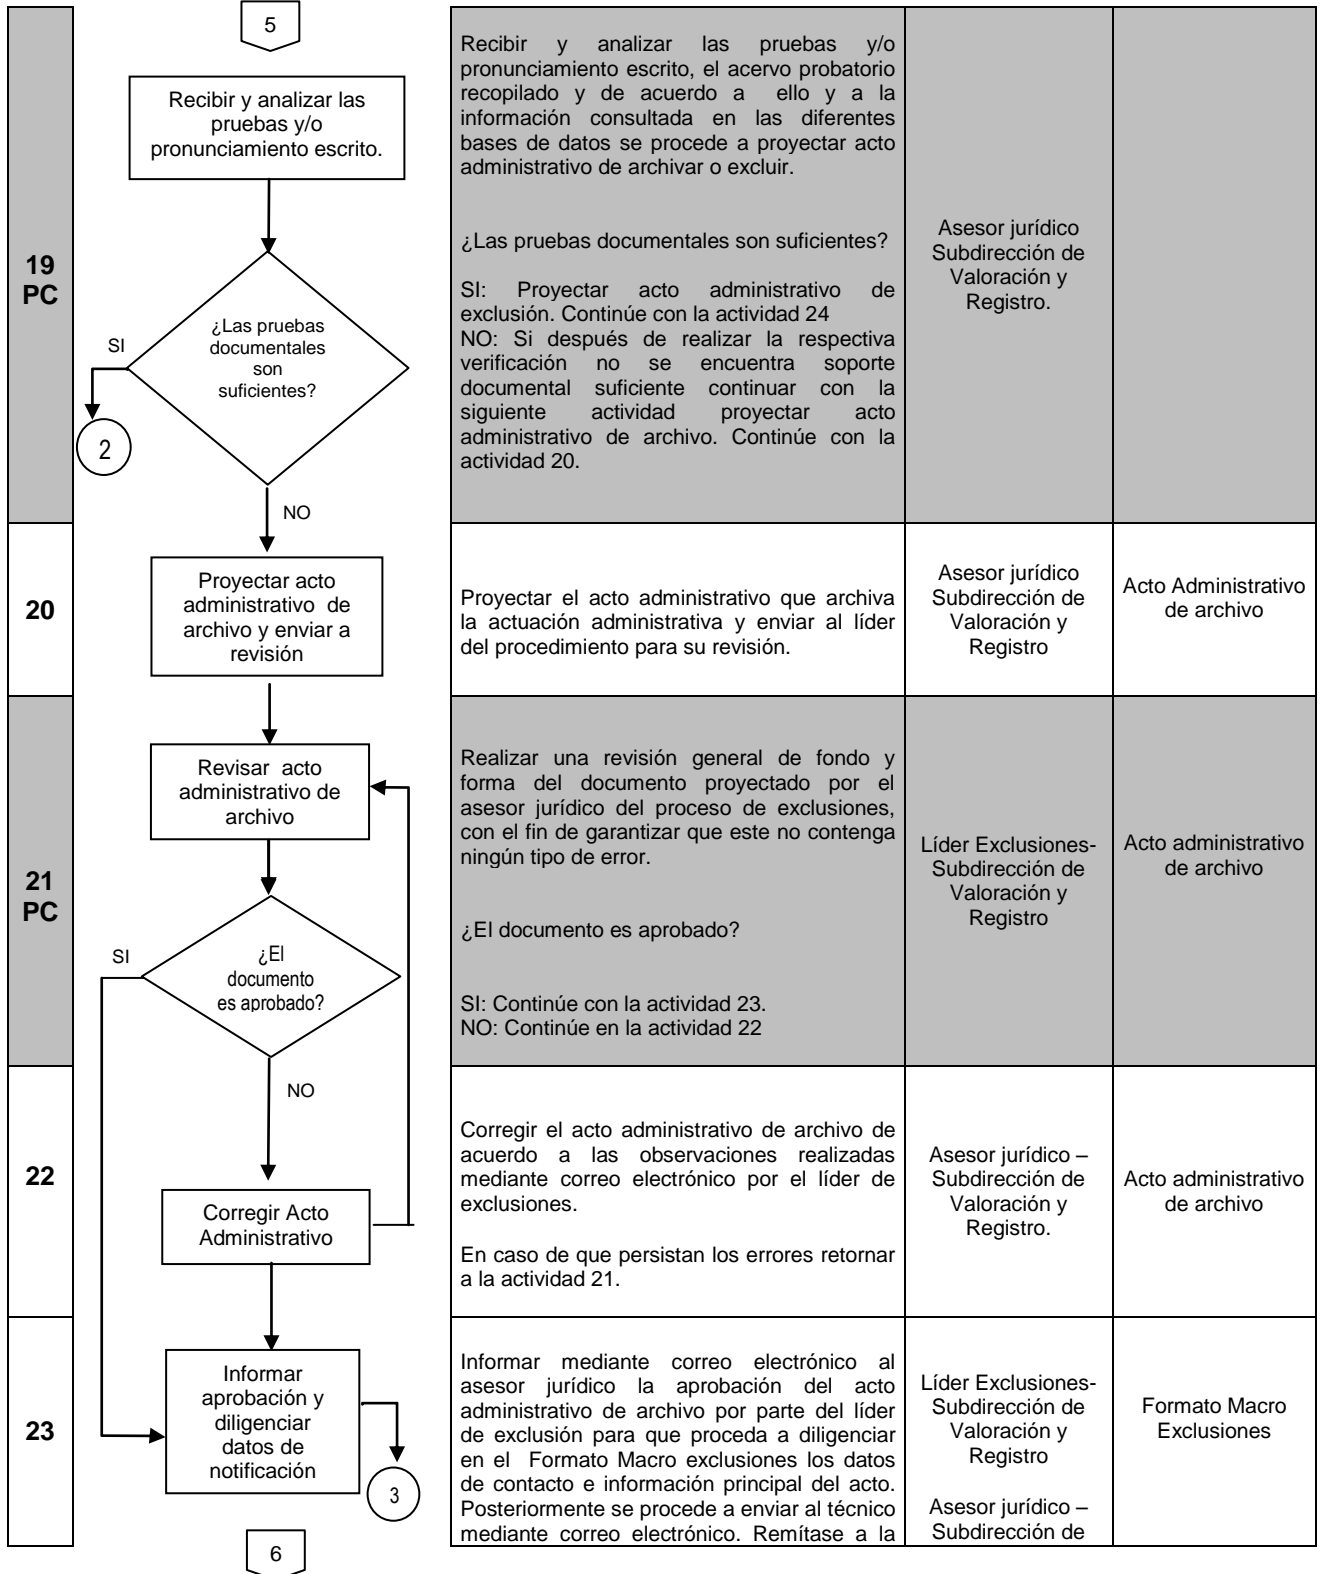 5
19
PC
Recibir y analizar las
pruebas y/o
pronunciamiento escrito.
¿Las pruebas
documentales
son
suficientes?
SI
2
NO
Recibir y analizar las pruebas y/o
pronunciamiento escrito, el acervo probatorio
recopilado y de acuerdo a ello y a la
información consultada en las diferentes
bases de datos se procede a proyectar acto
administrativo de archivar o excluir.
¿Las pruebas documentales son suficientes?
SI: Proyectar acto administrativo de
exclusión. Continúe con la actividad 24
NO: Si después de realizar la respectiva
verificación no se encuentra soporte
documental suficiente continuar con la
siguiente actividad proyectar acto
administrativo de archivo. Continúe con la
actividad 20.
Asesor jurídico
Subdirección de
Valoración y
Registro.
20
Proyectar acto
administrativo de
archivo y enviar a
revisión
Proyectar el acto administrativo que archiva
la actuación administrativa y enviar al líder
del procedimiento para su revisión.
Asesor jurídico
Subdirección de
Valoración y
Registro
Acto Administrativo
de archivo
21
PC
Revisar acto
administrativo de
archivo
¿El
documento
es aprobado?
SI
NO
Realizar una revisión general de fondo y
forma del documento proyectado por el
asesor jurídico del proceso de exclusiones,
con el fin de garantizar que este no contenga
ningún tipo de error.
¿El documento es aprobado?
SI: Continúe con la actividad 23.
NO: Continúe en la actividad 22
Líder Exclusiones-
Subdirección de
Valoración y
Registro
Acto administrativo
de archivo
22
Corregir Acto
Administrativo
Corregir el acto administrativo de archivo de
acuerdo a las observaciones realizadas
mediante correo electrónico por el líder de
exclusiones.
En caso de que persistan los errores retornar
a la actividad 21.
Asesor jurídico –
Subdirección de
Valoración y
Registro.
Acto administrativo
de archivo
23
Informar
aprobación y
diligenciar
datos de
notificación
3
Informar mediante correo electrónico al
asesor jurídico la aprobación del acto
administrativo de archivo por parte del líder
de exclusión para que proceda a diligenciar
en el Formato Macro exclusiones los datos
de contacto e información principal del acto.
Posteriormente se procede a enviar al técnico
mediante correo electrónico. Remítase a la
Líder Exclusiones-
Subdirección de
Valoración y
Registro
Asesor jurídico –
Subdirección de
Formato Macro
Exclusiones
6